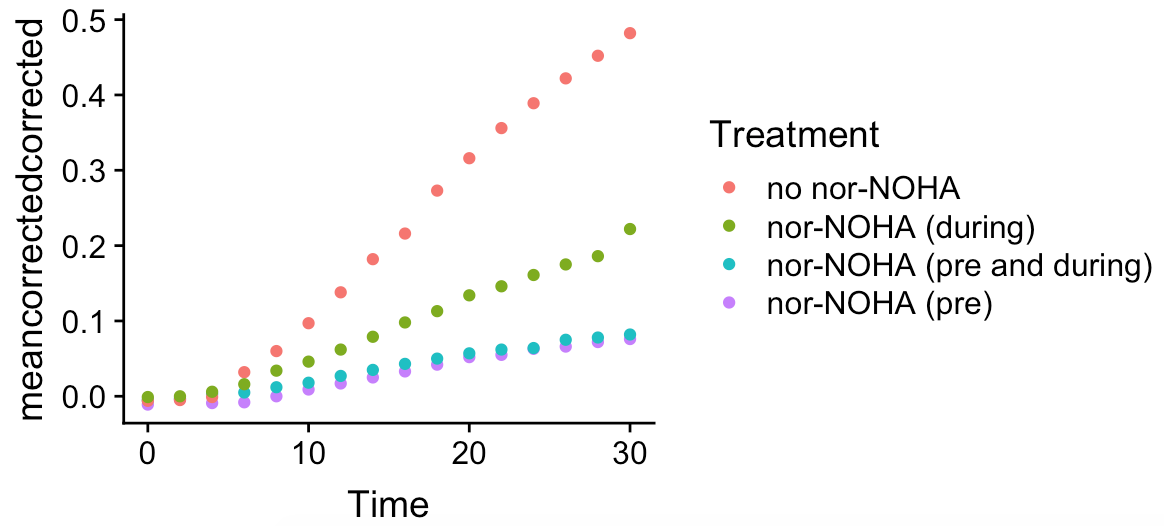 meancorrectedcorrected
0.5
0.4
0.3
0.2
0.1
0.0
0 10 20 30
Time
Treatment
no nor-NOHA
nor-NOHA (during)
nor-NOHA (pre and during)
nor-NOHA (pre)